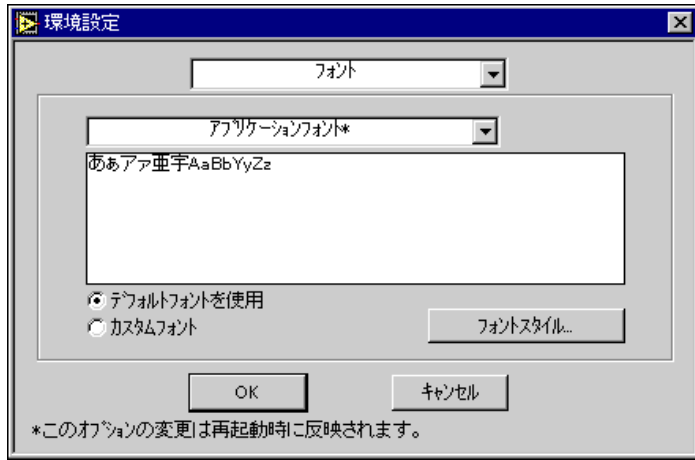 環境設定
フォント
アプリケーションフォント*
あぁアァ亜宇AaBbYyZz
デフォルトフォントを使用
カスタムフォント
フォントスタイル...
OK
キャンセル
*このオプションの変更は再起動時に反映されます。